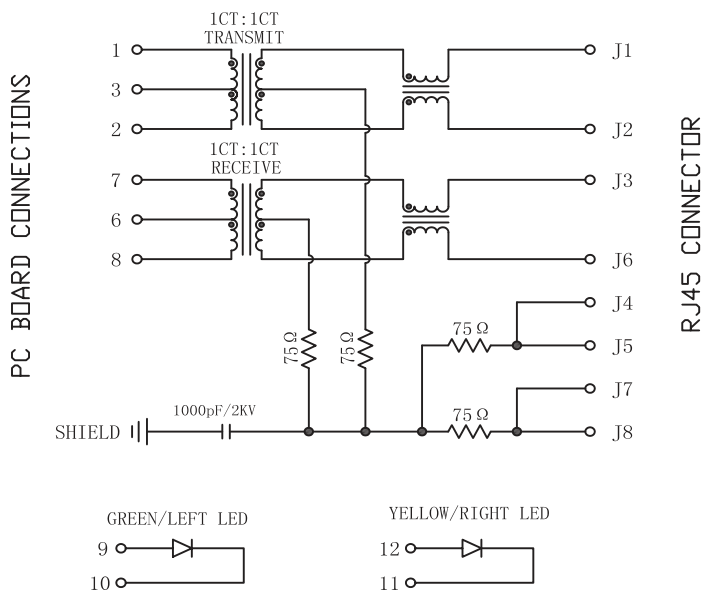 1CT:1CT
TRANSMIT
1
3
2
J1
J2
1CT:1CT
RECEIVE
7
6
8
J3
J6
PC BOARD CONNECTIONS
RJ45 CONNECTOR
J4
75Ω
J5
75Ω
75Ω
J7
1000pF/2KV
75Ω
SHIELD
J8
GREEN/LEFT LED
9
10
YELLOW/RIGHT LED
12
11